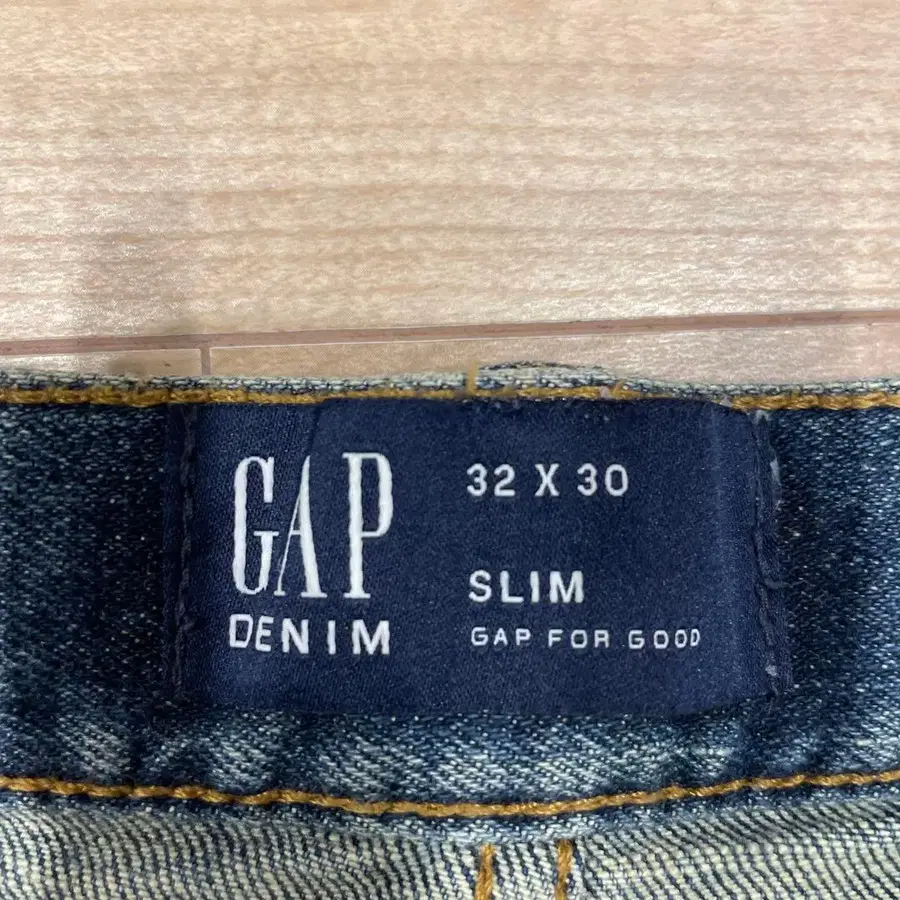 GAP
DENIM
32 X 30
SLIM
GAP FOR GOOD